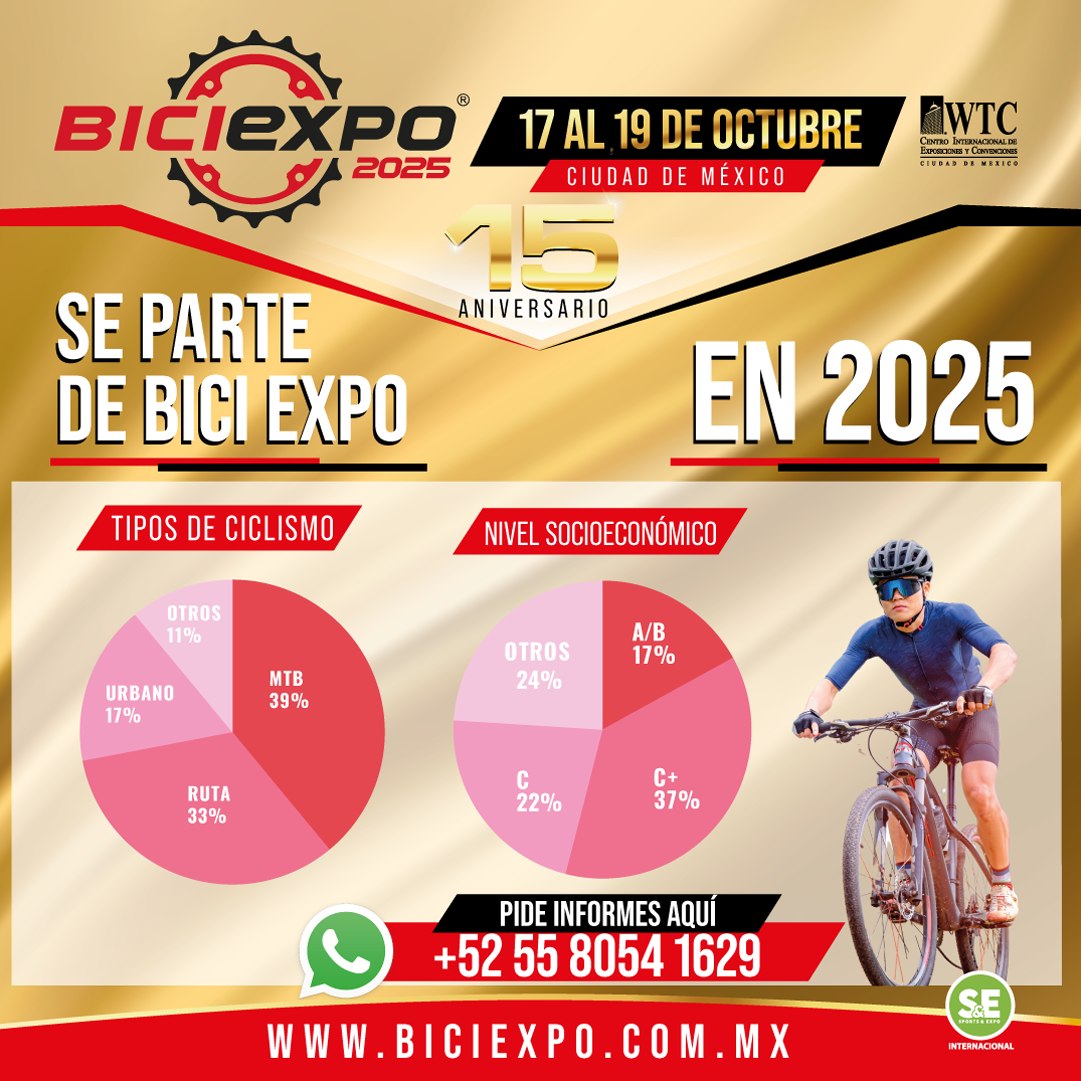 BICIEXPO®
2025
17 AL 19 DE OCTUBRE
CIUDAD DE MÉXICO
WTC
CENTRO INTERNACIONAL DE
EXPOSICIONES Y CONVENCIONES
CIUDAD DE MÉXICO
15
ANIVERSARIO
SE PARTE
DE BICI EXPO
EN 2025
TIPOS DE CICLISMO
OTROS
11%
MTB
39%
URBANO
17%
RUTA
33%
NIVEL SOCIOECONÓMICO
A/B
17%
OTROS
24%
C
22%
C+
37%
PIDE INFORMES AQUÍ
+52 55 8054 1629
S&E
SPORTS & EXPO
INTERNACIONAL
WWW.BICIEXPO.COM.MX